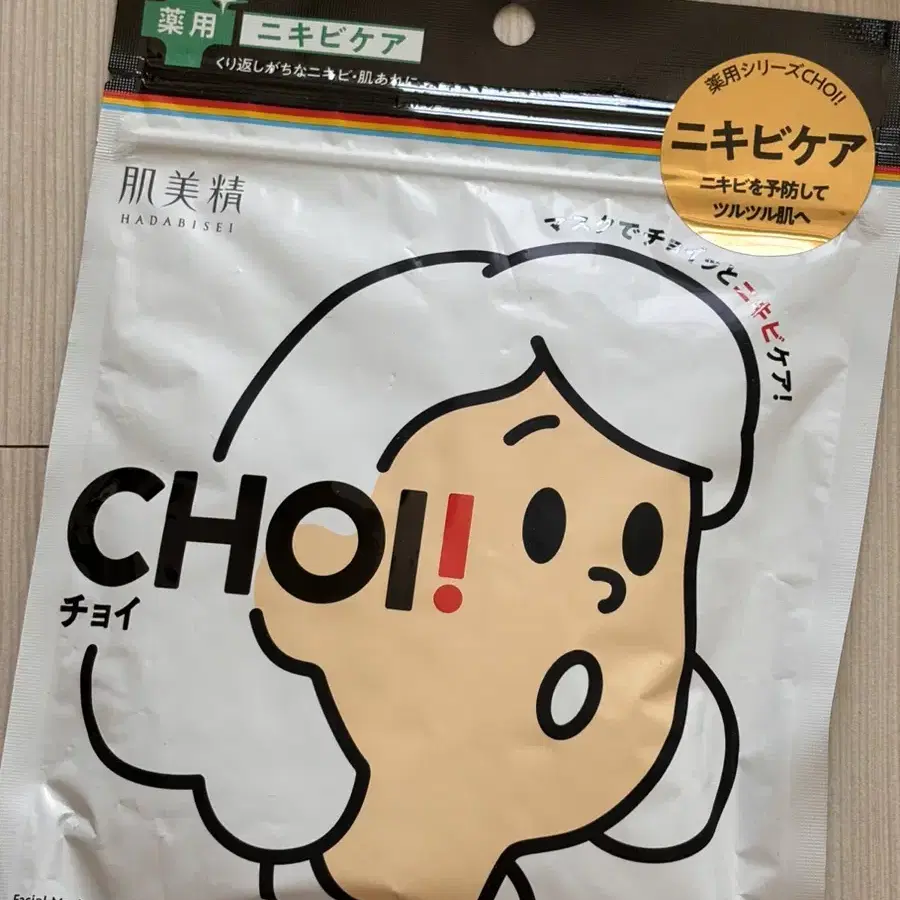 薬用
ニキビケア
くり返しがちなニキビ・肌あれに
薬用シリーズCHOI!
ニキビケア
ニキビを予防して
ツルツル肌へ
肌美精
HADABISEI
マスクでチョイッとニキビケア!
CHOI!
チョイ